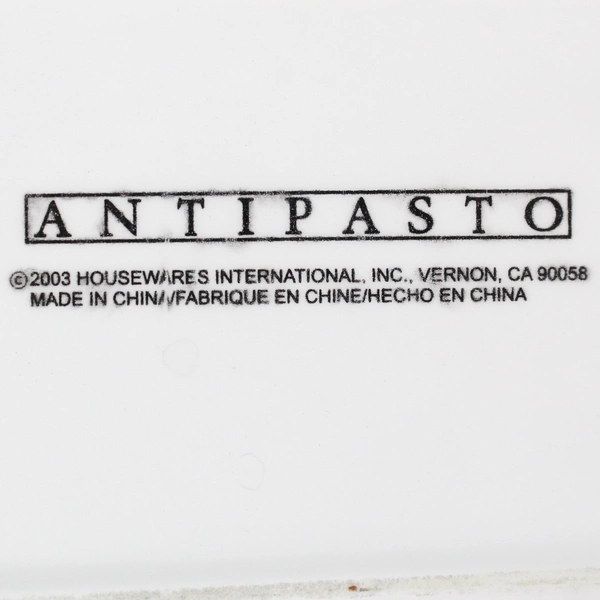 ANTIPASTO
©2003 HOUSEWARES INTERNATIONAL, INC., VERNON, CA 90058
MADE IN CHINA/FABRIQUE EN CHINE/HECHO EN CHINA